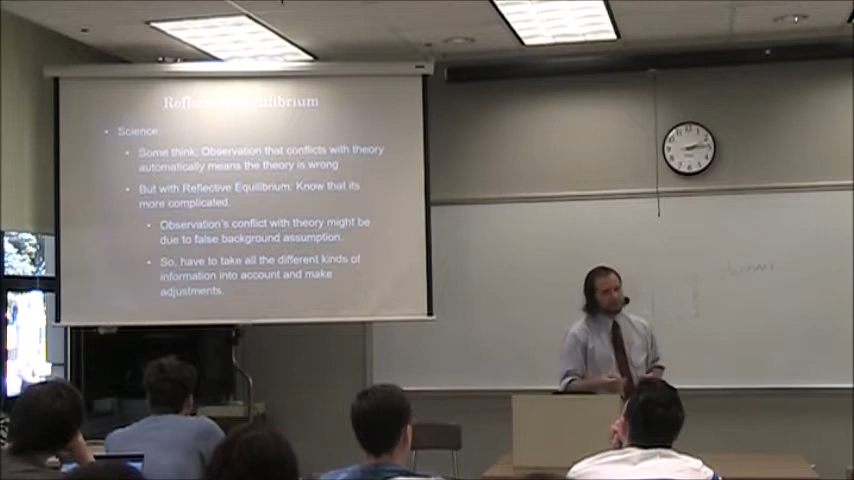 Reflective Equilibrium
• Science:
• Some think: Observation that conflicts with theory
automatically means the theory is wrong
• But with Reflective Equilibrium: Know that its
more complicated.
• Observation's conflict with theory might be
due to false background assumption.
• So, have to take all the different kinds of
information into account and make
adjustments.